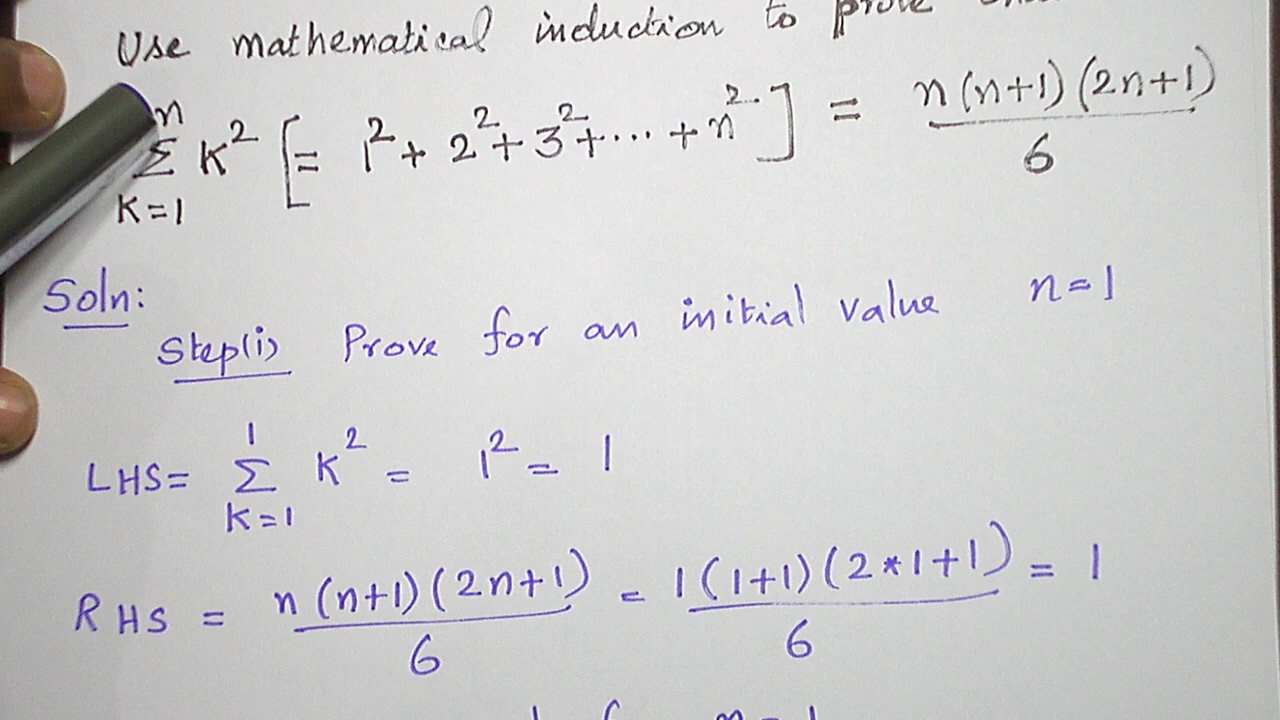 Use mathematical induction to prove
n
Σ K² [= 1² + 2² + 3² + .... + n²] = n(n+1)(2n+1)/6
K=1
Soln:
Step(i) Prove for an initial value n=1
LHS = 1
Σ K² = 1² = 1
K=1
RHS = n(n+1)(2n+1)/6 = 1(1+1)(2*1+1)/6 = 1